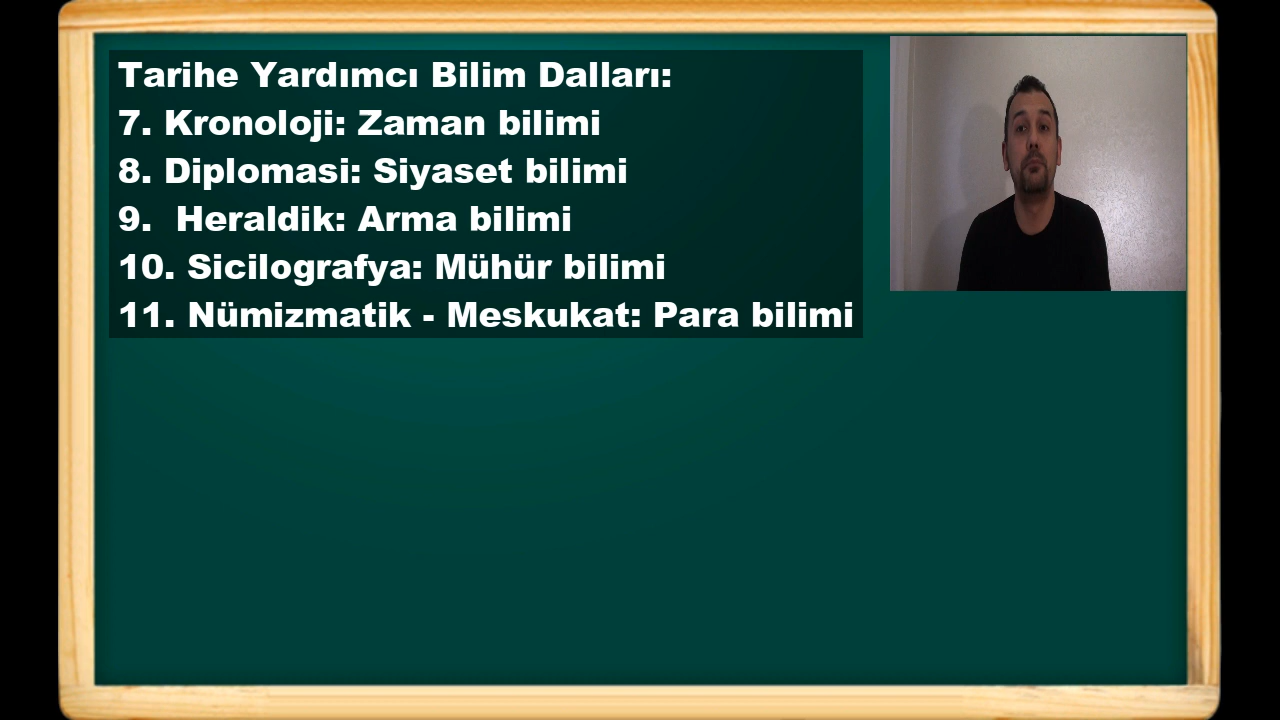 Tarihe Yardımcı Bilim Dalları:
7. Kronoloji: Zaman bilimi
8. Diplomasi: Siyaset bilimi
9.  Heraldik: Arma bilimi
10. Sicilografya: Mühür bilimi
11. Nümizmatik - Meskukat: Para bilimi